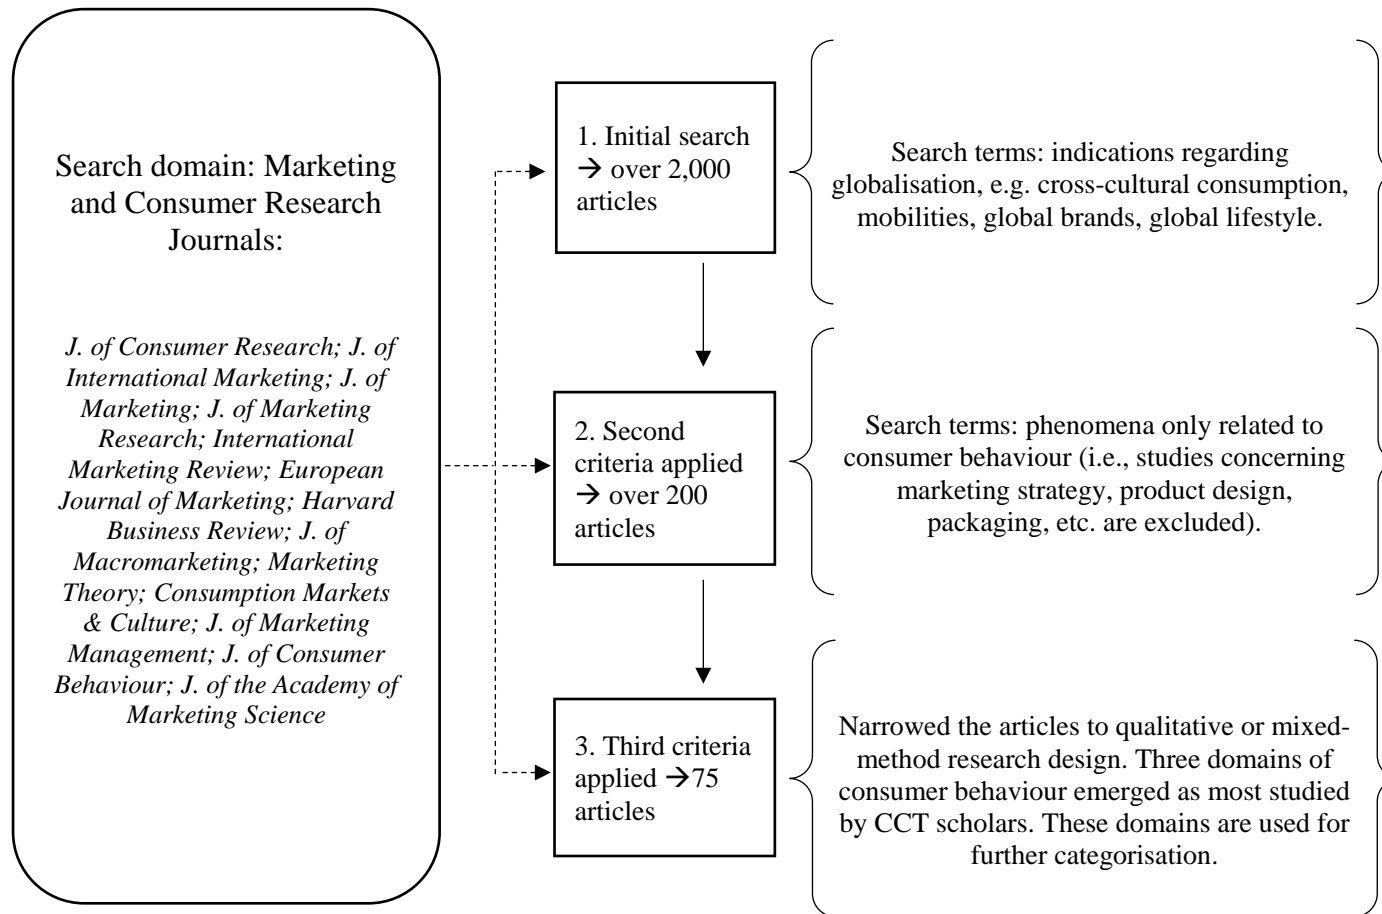 Search domain: Marketing
and Consumer Research
Journals:
J. of Consumer Research; J. of
International Marketing; J. of
Marketing; J. of Marketing
Research; International
Marketing Review; European
Journal of Marketing; Harvard
Business Review; J. of
Macromarketing; Marketing
Theory; Consumption Markets
& Culture; J. of Marketing
Management; J. of Consumer
Behaviour; J. of the Academy of
Marketing Science
1. Initial search
→ over 2,000
articles
Search terms: indications regarding
globalisation, e.g. cross-cultural consumption,
mobilities, global brands, global lifestyle.
2. Second
criteria applied
→ over 200
articles
Search terms: phenomena only related to
consumer behaviour (i.e., studies concerning
marketing strategy, product design,
packaging, etc. are excluded).
3. Third criteria
applied →75
articles
Narrowed the articles to qualitative or mixed-
method research design. Three domains of
consumer behaviour emerged as most studied
by CCT scholars. These domains are used for
further categorisation.